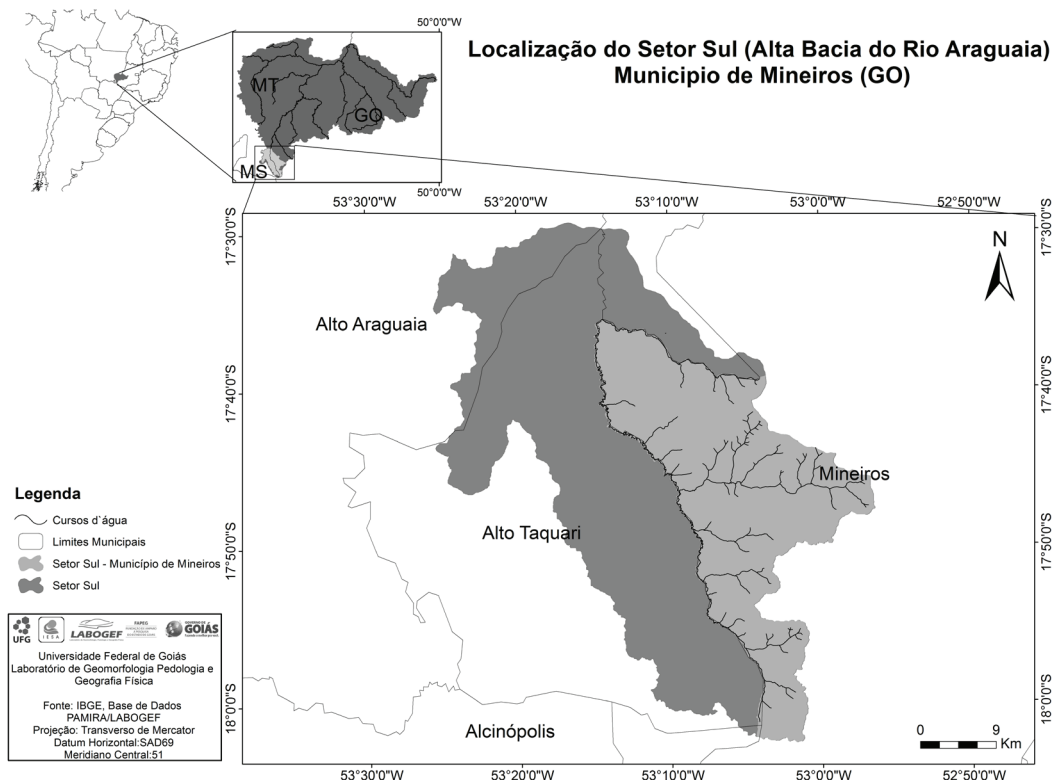 Localização do Setor Sul (Alta Bacia do Rio Araguaia)
Municipio de Mineiros (GO)
50°0'0"W
MT
GO
MS
50°0'0"W
53°30'0"W
53°20'0"W
53°10'0"W
53°0'0"W
52°50'0"W
17°30'0"S
17°30'0"S
N
Alto Araguaia
17°40'0"S
17°40'0"S
Mineiros
Alto Taquari
17°50'0"S
17°50'0"S
Legenda
Cursos d`água
Limites Municipais
Setor Sul - Município de Mineiros
Setor Sul
UFG
IESA
LABOGEF
FAPEG
GOIÁS
Universidade Federal de Goiás
Laboratório de Geomorfologia Pedologia e
Geografia Física
Fonte: IBGE, Base de Dados
PAMIRA/LABOGEF
Projeção: Transverso de Mercator
Datum Horizontal:SAD69
Meridiano Central:51
18°0'0"S
18°0'0"S
Alcinópolis
0
9
Km
53°30'0"W
53°20'0"W
53°10'0"W
53°0'0"W
52°50'0"W